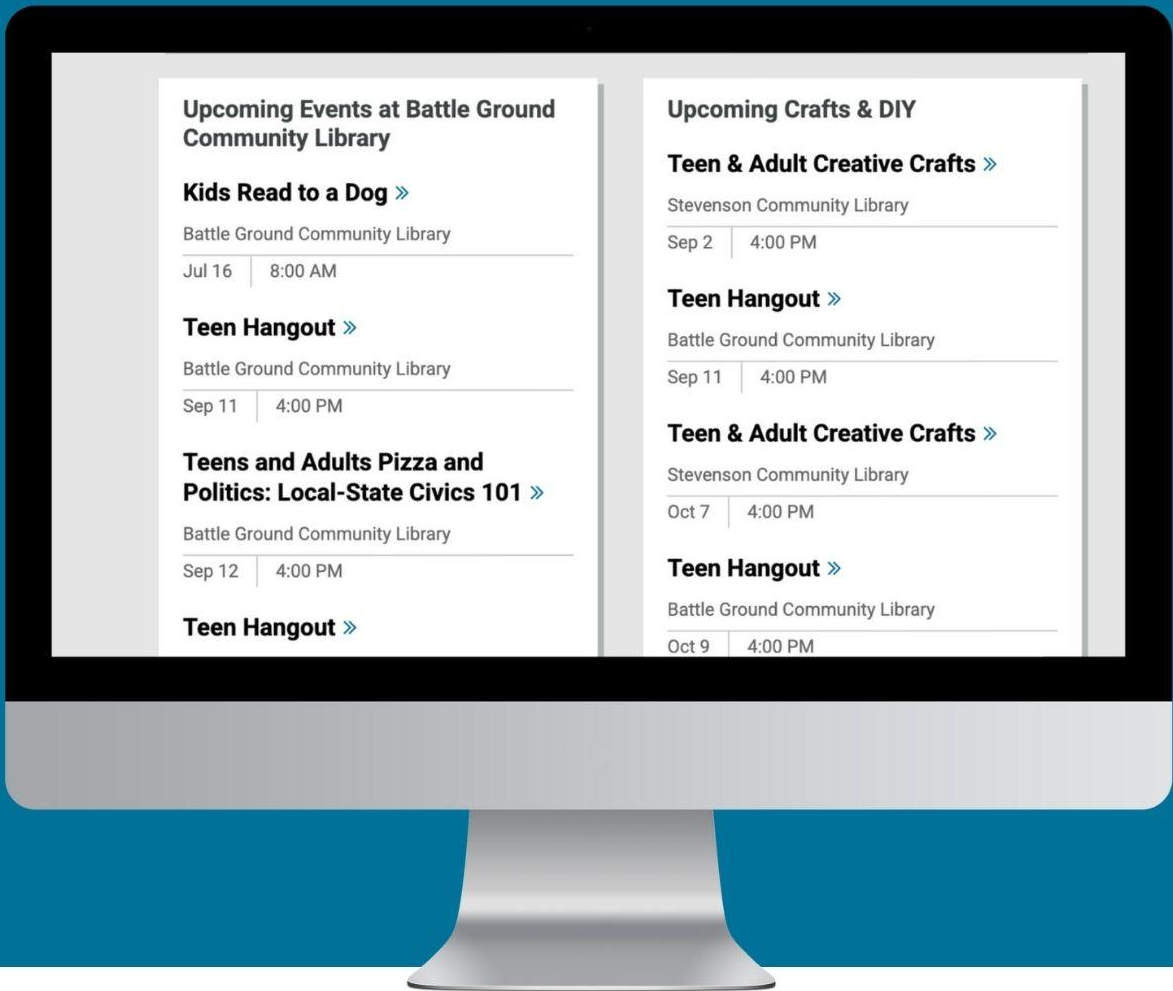 Upcoming Events at Battle Ground
Community Library
Kids Read to a Dog »
Battle Ground Community Library
Jul 16 8:00 AM
Teen Hangout »
Battle Ground Community Library
Sep 11 4:00 PM
Teens and Adults Pizza and
Politics: Local-State Civics 101 »
Battle Ground Community Library
Sep 12 4:00 PM
Teen Hangout »
Upcoming Crafts & DIY
Teen & Adult Creative Crafts »
Stevenson Community Library
Sep 2 4:00 PM
Teen Hangout »
Battle Ground Community Library
Sep 11 4:00 PM
Teen & Adult Creative Crafts »
Stevenson Community Library
Oct 7 4:00 PM
Teen Hangout »
Battle Ground Community Library
Oct 9 4:00 PM